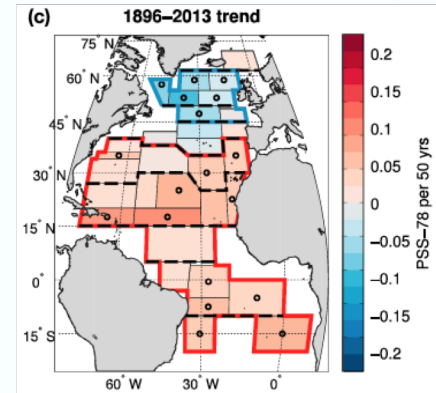 (c) 1896–2013 trend
75° N
60° N
45° N
30° N
15° N
0°
15° S
60° W
30° W
0°
0.2
0.15
0.1
0.05
0
−0.05
−0.1
−0.15
−0.2
PSS−78 per 50 yrs